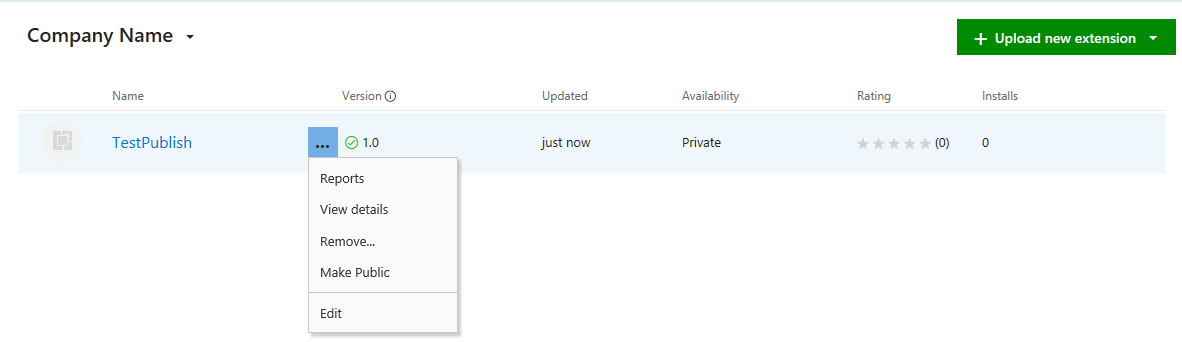 Company Name
+ Upload new extension
Name Version Updated Availability Rating Installs
TestPublish ... 1.0 just now Private (0) 0
Reports
View details
Remove...
Make Public
Edit